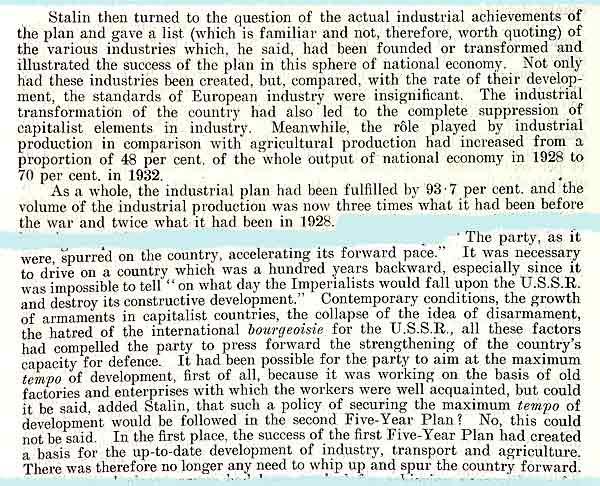 Stalin then turned to the question of the actual industrial achievements of
the plan and gave a list (which is familiar and not, therefore, worth quoting) of
the various industries which, he said, had been founded or transformed and
illustrated the success of the plan in this sphere of national economy. Not only
had these industries been created, but, compared, with the rate of their develop-
ment, the standards of European industry were insignificant. The industrial
transformation of the country had also led to the complete suppression of
capitalist elements in industry. Meanwhile, the rôle played by industrial
production in comparison with agricultural production had increased from a
proportion of 48 per cent. of the whole output of national economy in 1928 to
70 per cent. in 1932.
As a whole, the industrial plan had been fulfilled by 93·7 per cent. and the
volume of the industrial production was now three times what it had been before
the war and twice what it had been in 1928.
The party, as it
were, spurred on the country, accelerating its forward pace." It was necessary
to drive on a country which was a hundred years backward, especially since it
was impossible to tell "on what day the Imperialists would fall upon the U.S.S.R.
and destroy its constructive development." Contemporary conditions, the growth
of armaments in capitalist countries, the collapse of the idea of disarmament,
the hatred of the international bourgeoisie for the U.S.S.R., all these factors
had compelled the party to press forward the strengthening of the country's
capacity for defence. It had been possible for the party to aim at the maximum
tempo of development, first of all, because it was working on the basis of old
factories and enterprises with which the workers were well acquainted, but could
it be said, added Stalin, that such a policy of securing the maximum tempo of
development would be followed in the second Five-Year Plan? No, this could
not be said. In the first place, the success of the first Five-Year Plan had created
a basis for the up-to-date development of industry, transport and agriculture.
There was therefore no longer any need to whip up and spur the country forward.